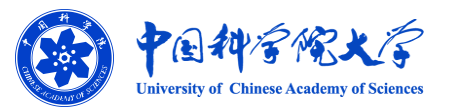 中国科学院
CHINESE ACADEMY OF SCIENCES
中国科学院大学
University of Chinese Academy of Sciences